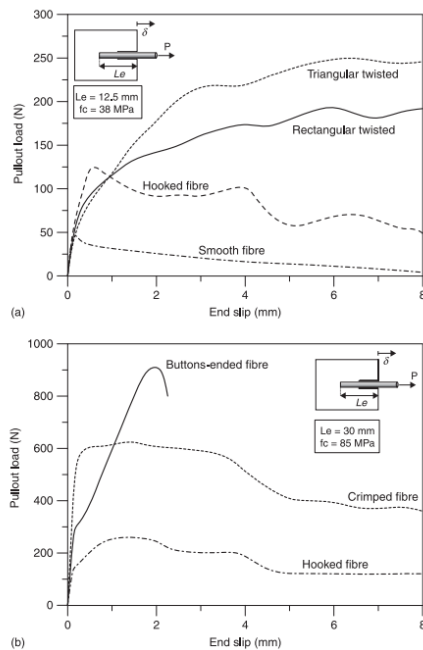 300
250
200
150
100
50
0
Pullout load (N)
δ
P
Le
Le = 12.5 mm
fc = 38 MPa
Triangular twisted
Rectangular twisted
Hooked fibre
Smooth fibre
0 2 4 6 8
End slip (mm)
(a)
1000
800
600
400
200
0
Pullout load (N)
Buttons-ended fibre
δ
P
Le
Le = 30 mm
fc = 85 MPa
Crimped fibre
Hooked fibre
0 2 4 6 8
End slip (mm)
(b)